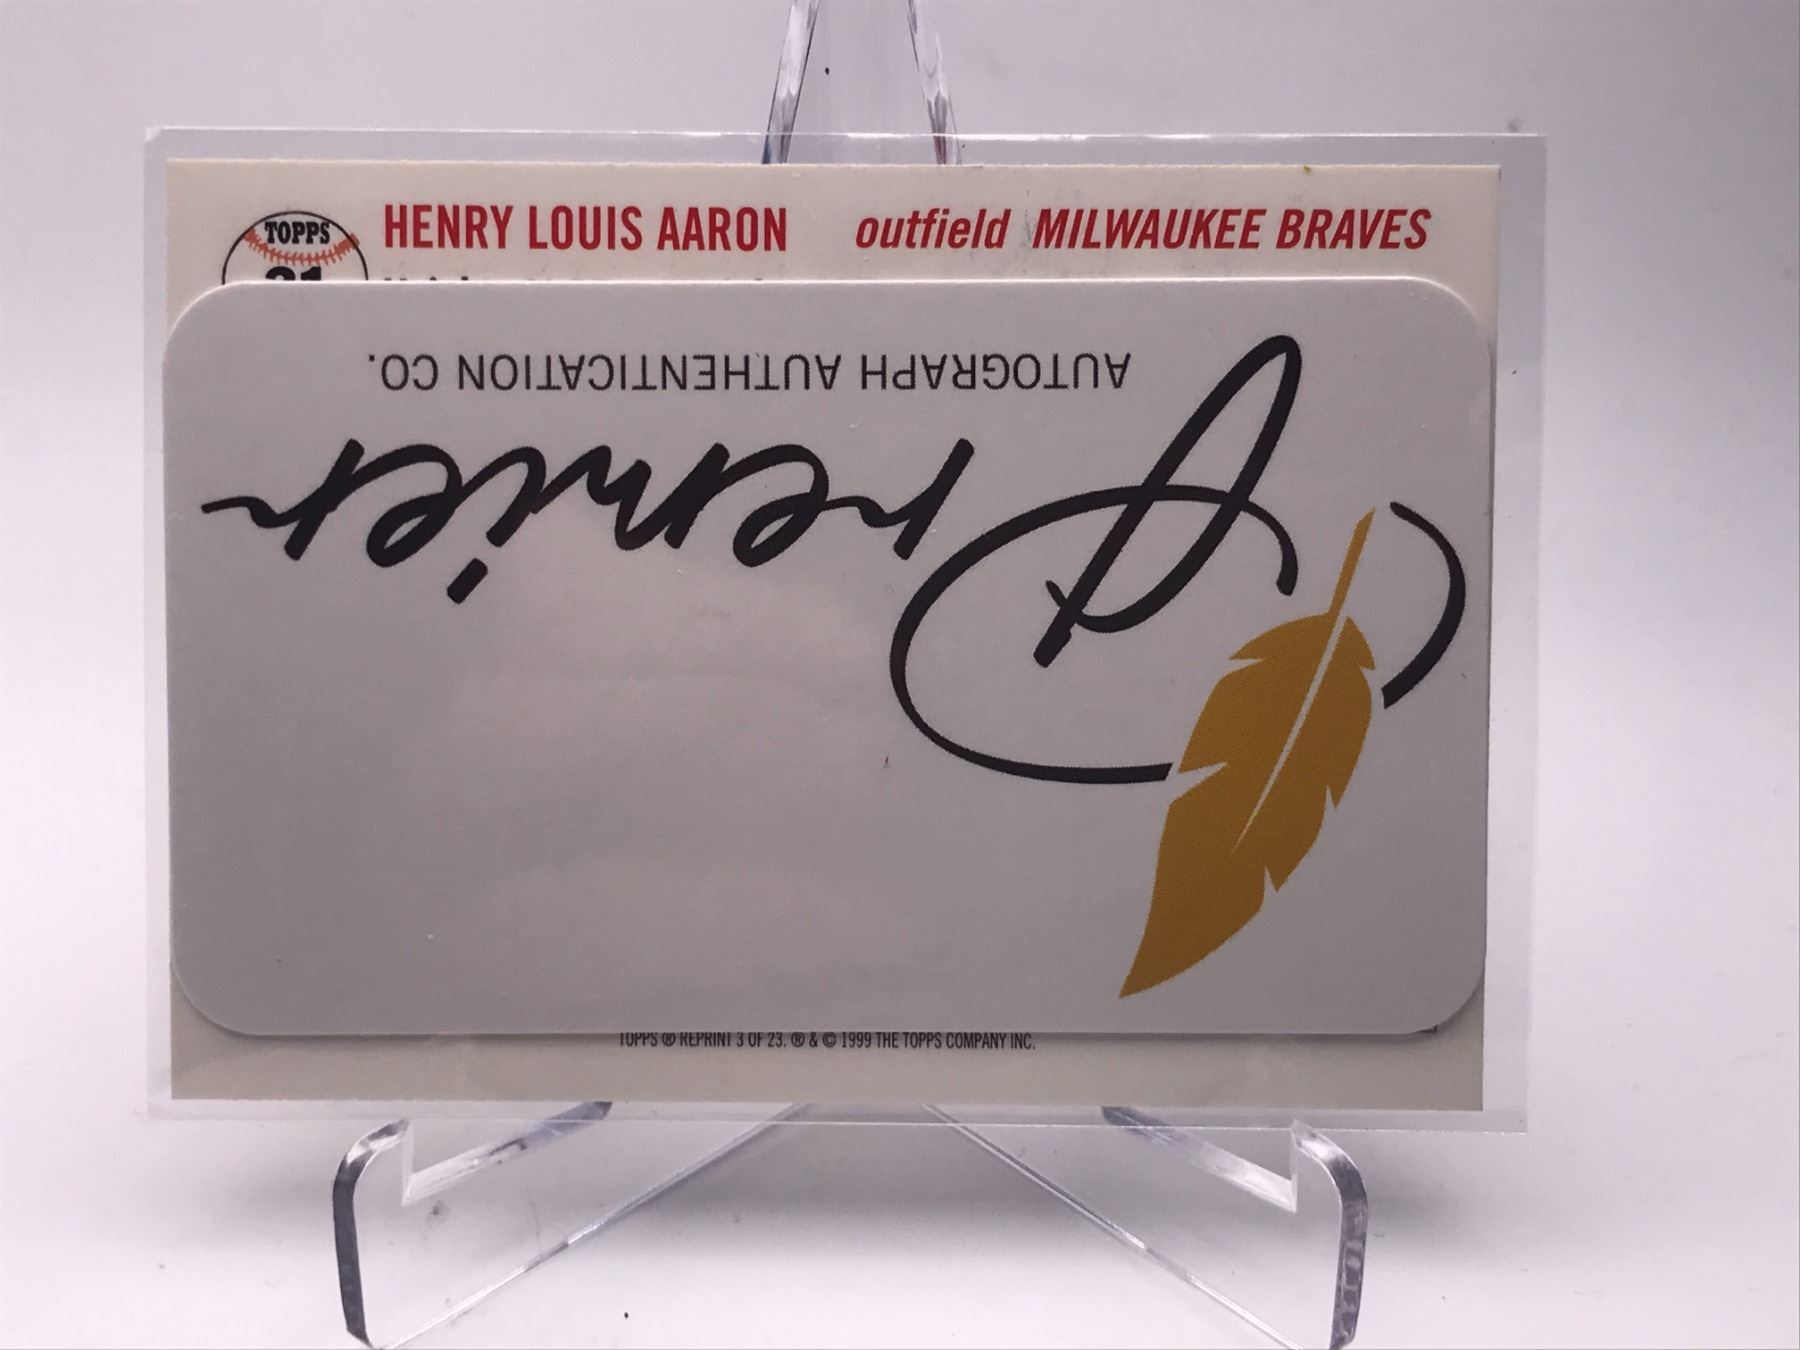 TOPPS
HENRY LOUIS AARON outfield MILWAUKEE BRAVES
Premier
AUTOGRAPH AUTHENTICATION CO.
TOPPS ® REPRINT 3 OF 23. ® & © 1999 THE TOPPS COMPANY INC.